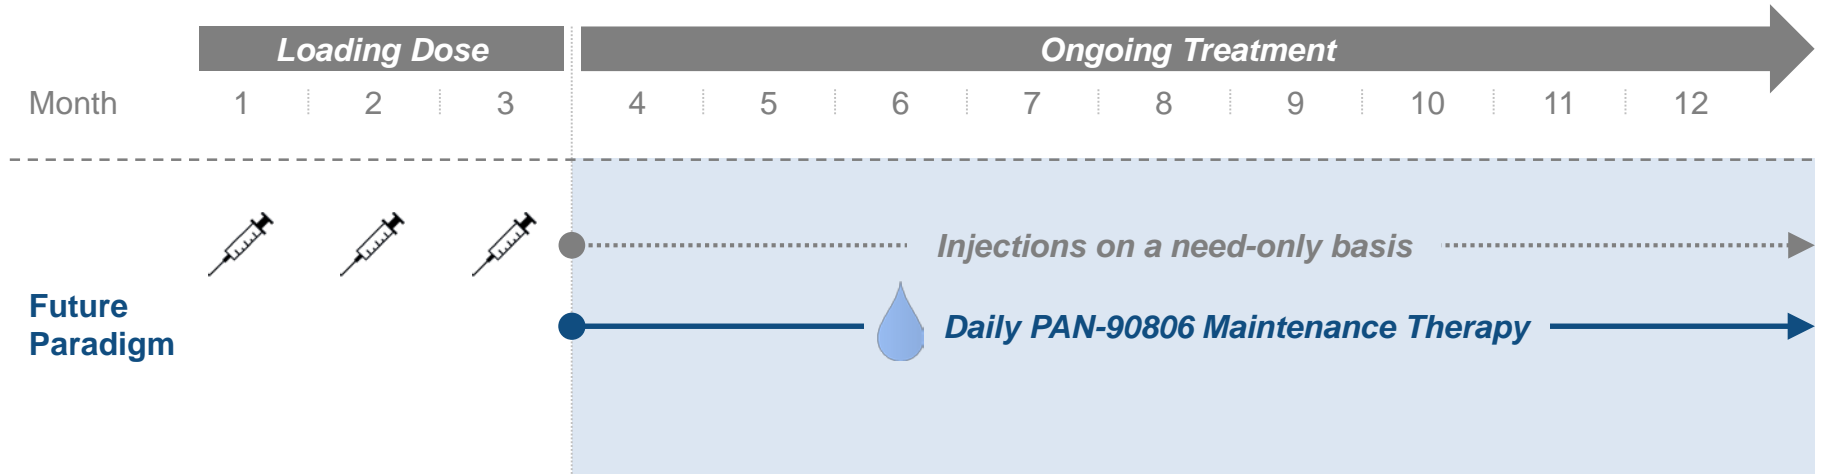 Loading Dose Ongoing Treatment
Month 1 2 3 4 5 6 7 8 9 10 11 12
Injections on a need-only basis
Future
Paradigm
Daily PAN-90806 Maintenance Therapy